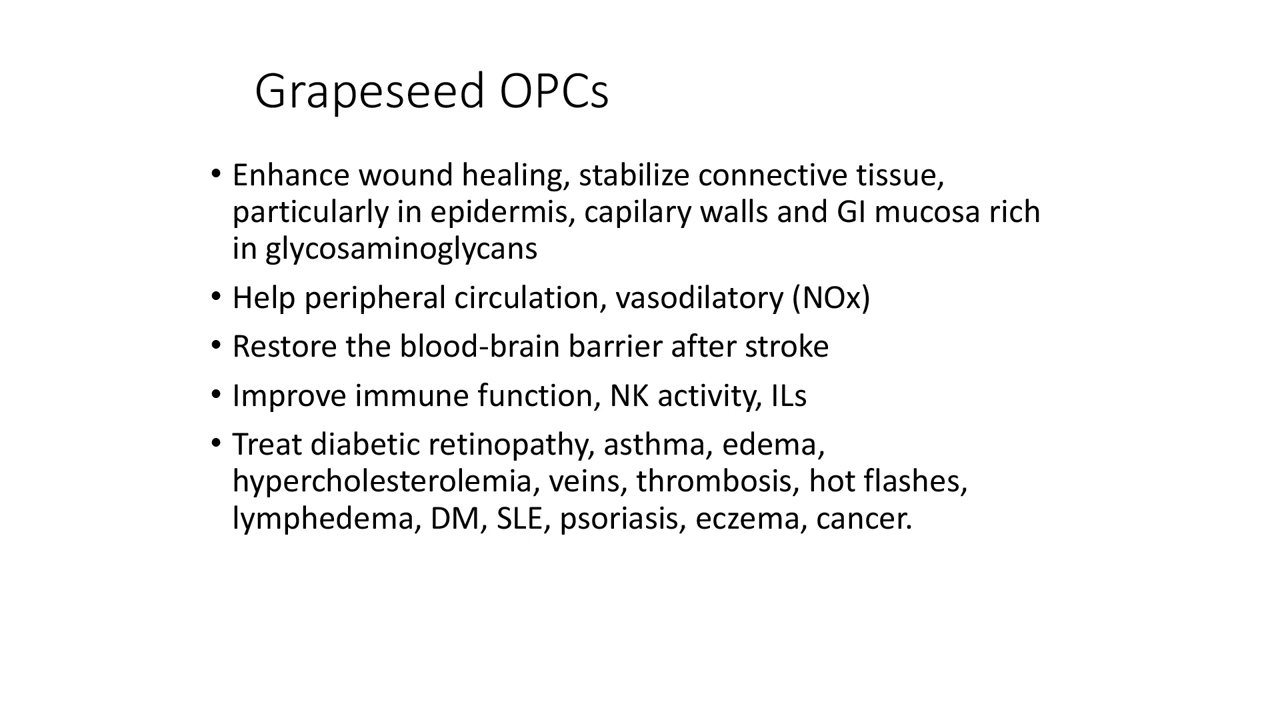 Grapeseed OPCs
• Enhance wound healing, stabilize connective tissue,
particularly in epidermis, capilary walls and GI mucosa rich
in glycosaminoglycans
• Help peripheral circulation, vasodilatory (NOx)
• Restore the blood-brain barrier after stroke
• Improve immune function, NK activity, ILs
• Treat diabetic retinopathy, asthma, edema,
hypercholesterolemia, veins, thrombosis, hot flashes,
lymphedema, DM, SLE, psoriasis, eczema, cancer.